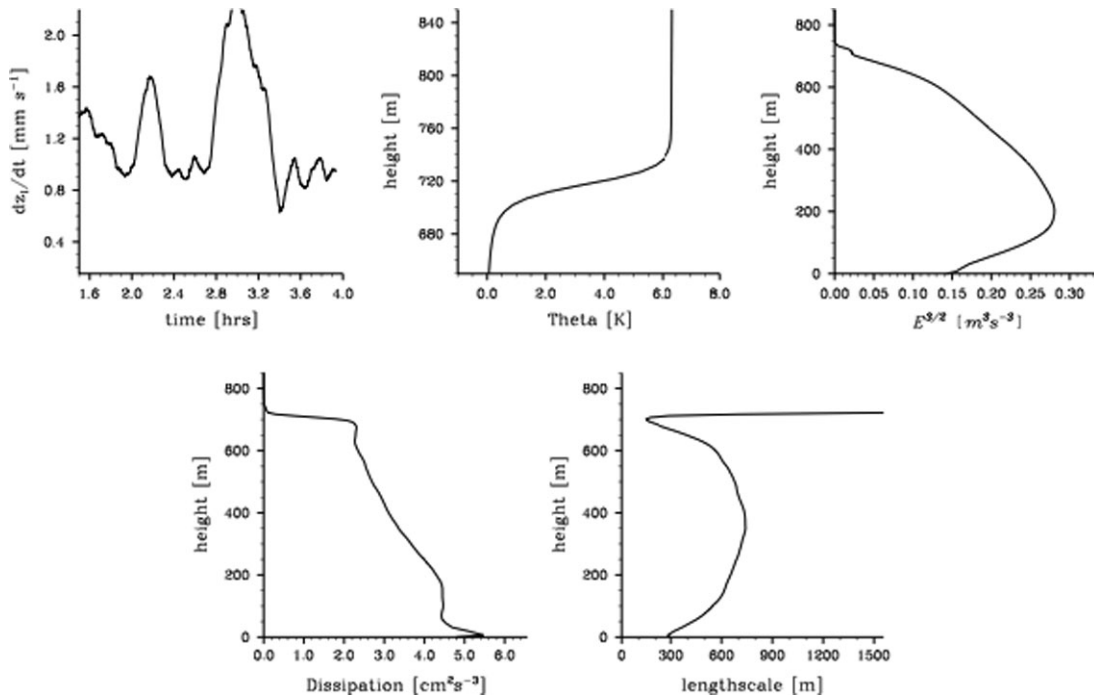 dz_i/dt [mm s⁻¹]
2.0
1.6
1.2
0.8
0.4
1.6 2.0 2.4 2.8 3.2 3.6 4.0
time [hrs]
height [m]
840
800
760
720
680
0.0 2.0 4.0 6.0 8.0
Theta [K]
height [m]
800
600
400
200
0
0.00 0.05 0.10 0.15 0.20 0.25 0.30
E³/² [m³s⁻³]
height [m]
800
600
400
200
0
0.0 1.0 2.0 3.0 4.0 5.0 6.0
Dissipation [cm²s⁻³]
height [m]
800
600
400
200
0
0 300 600 900 1200 1500
lengthscale [m]